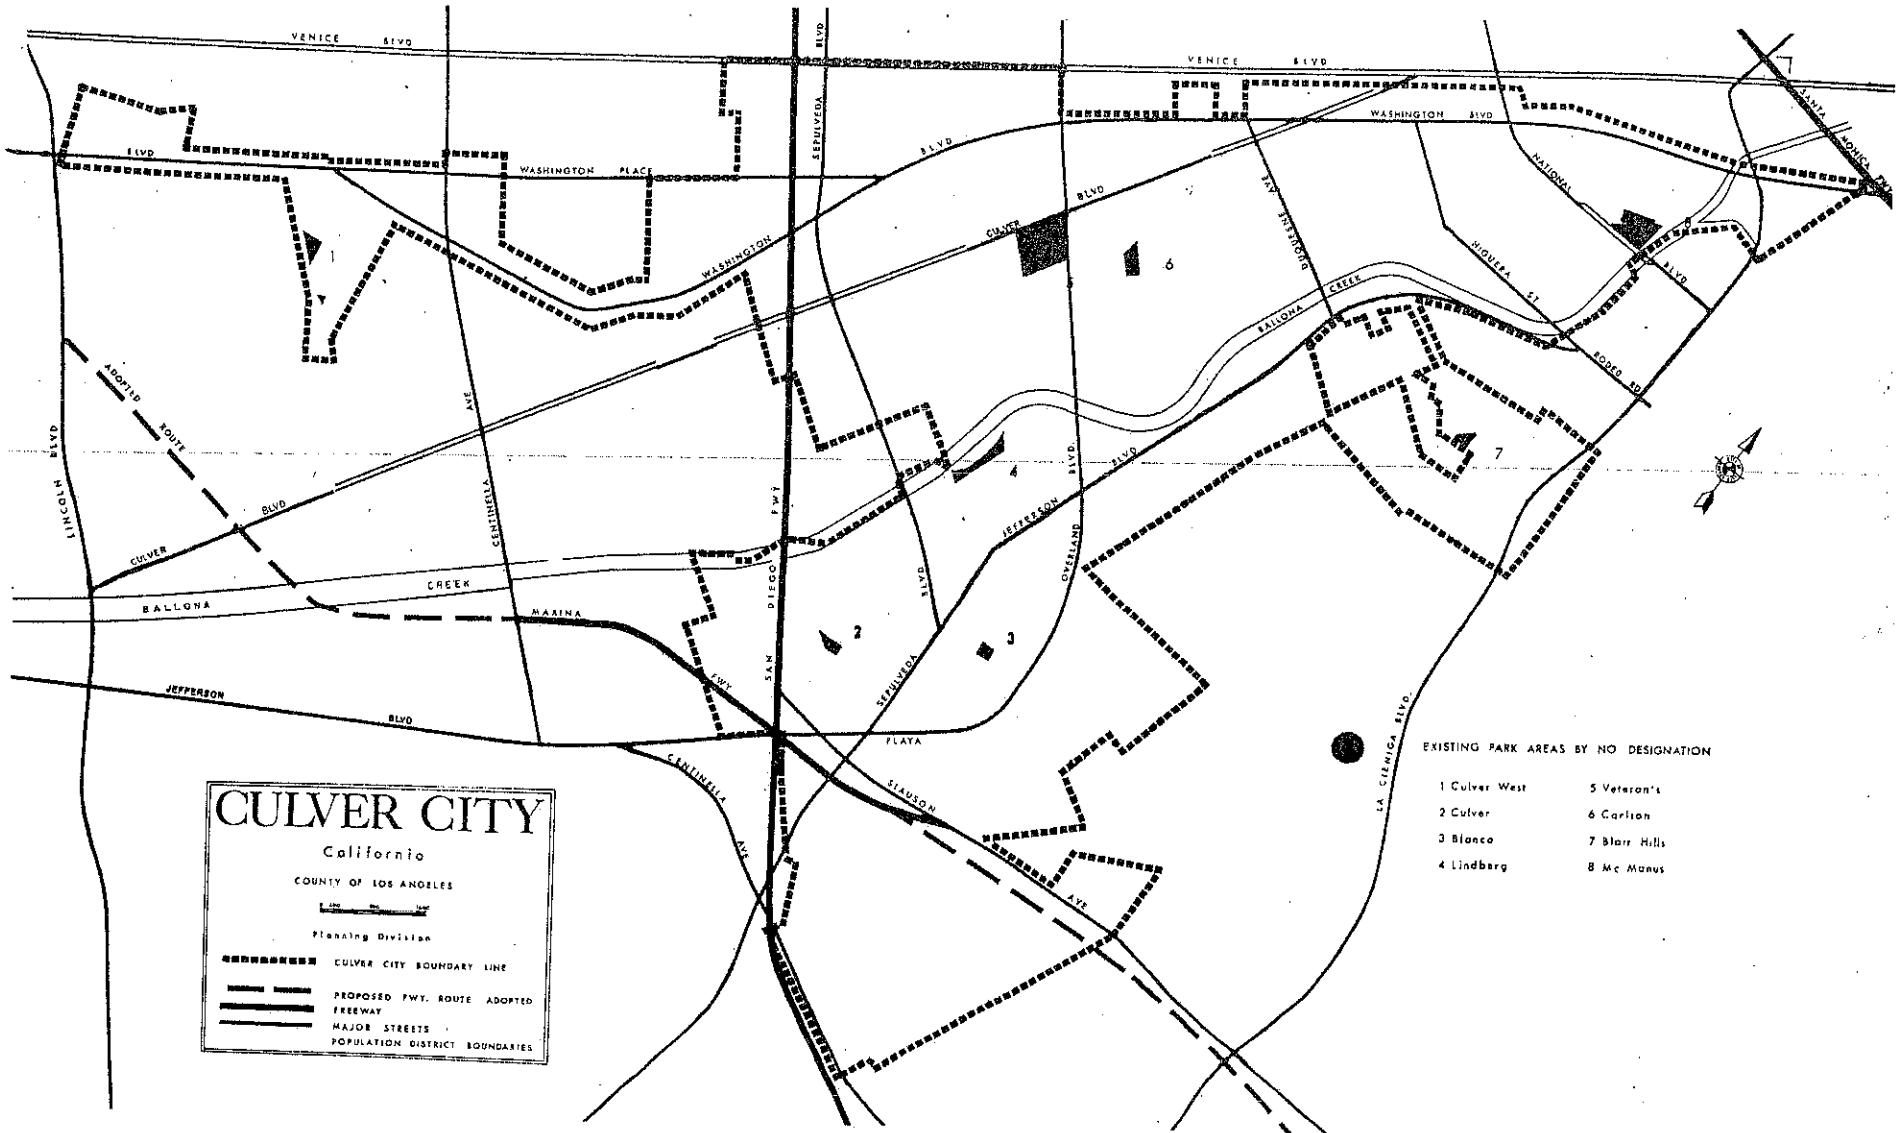 VENICE BLVD
BLVD
VENICE BLVD
SEPULVEDA
SANTA MONICA FWY
BLVD
WASHINGTON BLVD
BLVD
WASHINGTON PLACE
NATIONAL
AVE
DUQUESNE
BLVD
CULVER
WASHINGTON
1
6
HIGUERA ST
8
BLVD
BALLONA CREEK
RODEO RD
ADOPTED ROUTE
AVE
LINCOLN BLVD
CENTINELLA
4
BLVD
BLVD.
7
FWY
JEFFERSON
OVERLAND
BLVD
CULVER
BALLONA CREEK
MARINA
SAN DIEGO
BLVD
2
3
FWY
SEPULVEDA
JEFFERSON
BLVD
PLAYA
CENTINELLA
AVE
SLAUSON
AVE
LA CIENIGA BLVD.
EXISTING PARK AREAS BY NO DESIGNATION
1 Culver West 5 Veteran's
2 Culver 6 Carlson
3 Blanco 7 Blair Hills
4 Lindberg 8 Mc Manus
CULVER CITY
California
COUNTY OF LOS ANGELES
Planning Division
CULVER CITY BOUNDARY LINE
PROPOSED FWY. ROUTE ADOPTED
FREEWAY
MAJOR STREETS
POPULATION DISTRICT BOUNDARIES